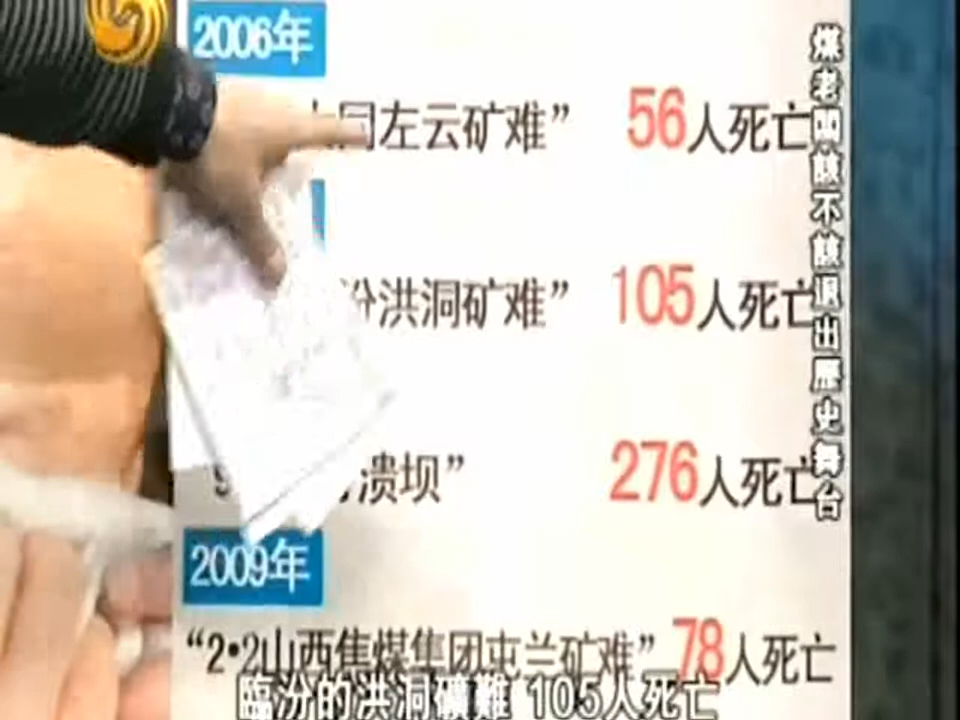 2006年
同左云矿难” 56人死亡
汾洪洞矿难” 105人死亡
溃坝” 276人死亡
2009年
“2•2山西焦煤集团屯兰矿难” 78人死亡
煤老闆該不該退出歷史舞台
臨汾的洪洞礦難 105人死亡